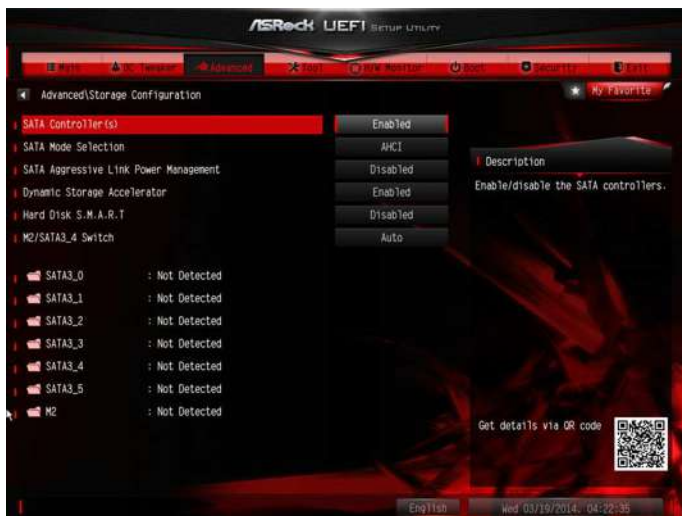 ASRock UEFI SETUP UTILITY
Main OC Tweaker Advanced Tool H/W Monitor Boot Security Exit
Advanced\Storage Configuration
My Favorite
SATA Controller(s) Enabled
SATA Mode Selection AHCI
SATA Aggressive Link Power Management Disabled
Dynamic Storage Accelerator Enabled
Hard Disk S.M.A.R.T Disabled
M2/SATA3_4 Switch Auto
SATA3_0 : Not Detected
SATA3_1 : Not Detected
SATA3_2 : Not Detected
SATA3_3 : Not Detected
SATA3_4 : Not Detected
SATA3_5 : Not Detected
M2 : Not Detected
Description
Enable/disable the SATA controllers.
Get details via QR code
English
Wed 03/19/2014. 04:22:35